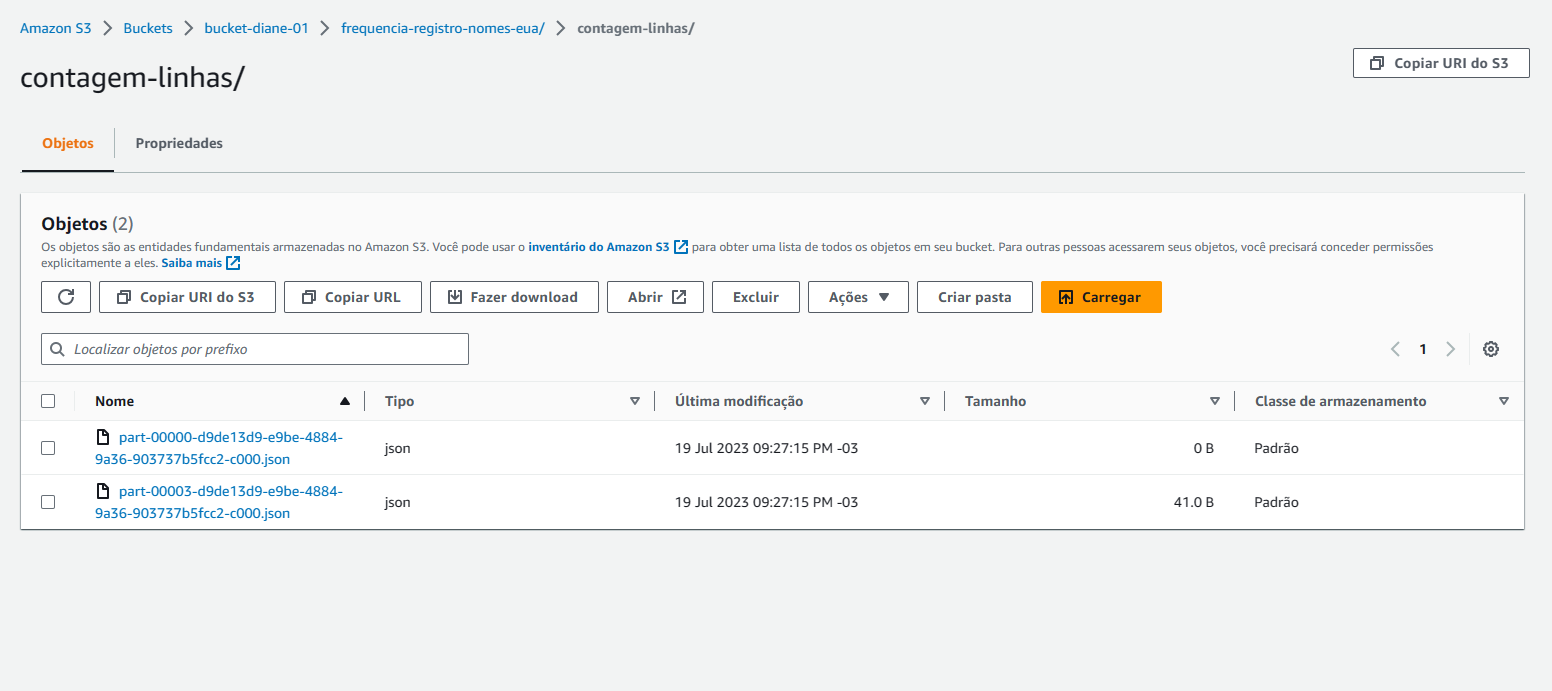 Amazon S3 > Buckets > bucket-diane-01 > frequencia-registro-nomes-eua/ > contagem-linhas/
contagem-linhas/
Copiar URI do S3
Objetos
Propriedades
Objetos (2)
Os objetos são as entidades fundamentais armazenadas no Amazon S3. Você pode usar o inventário do Amazon S3 para obter uma lista de todos os objetos em seu bucket. Para outras pessoas acessarem seus objetos, você precisará conceder permissões
explicitamente a eles. Saiba mais
Copiar URI do S3
Copiar URL
Fazer download
Abrir
Excluir
Ações
Criar pasta
Carregar
Localizar objetos por prefixo
1
Nome
Tipo
Última modificação
Tamanho
Classe de armazenamento
part-00000-d9de13d9-e9be-4884-
9a36-903737b5fcc2-c000.json
json
19 Jul 2023 09:27:15 PM -03
0 B
Padrão
part-00003-d9de13d9-e9be-4884-
9a36-903737b5fcc2-c000.json
json
19 Jul 2023 09:27:15 PM -03
41.0 B
Padrão